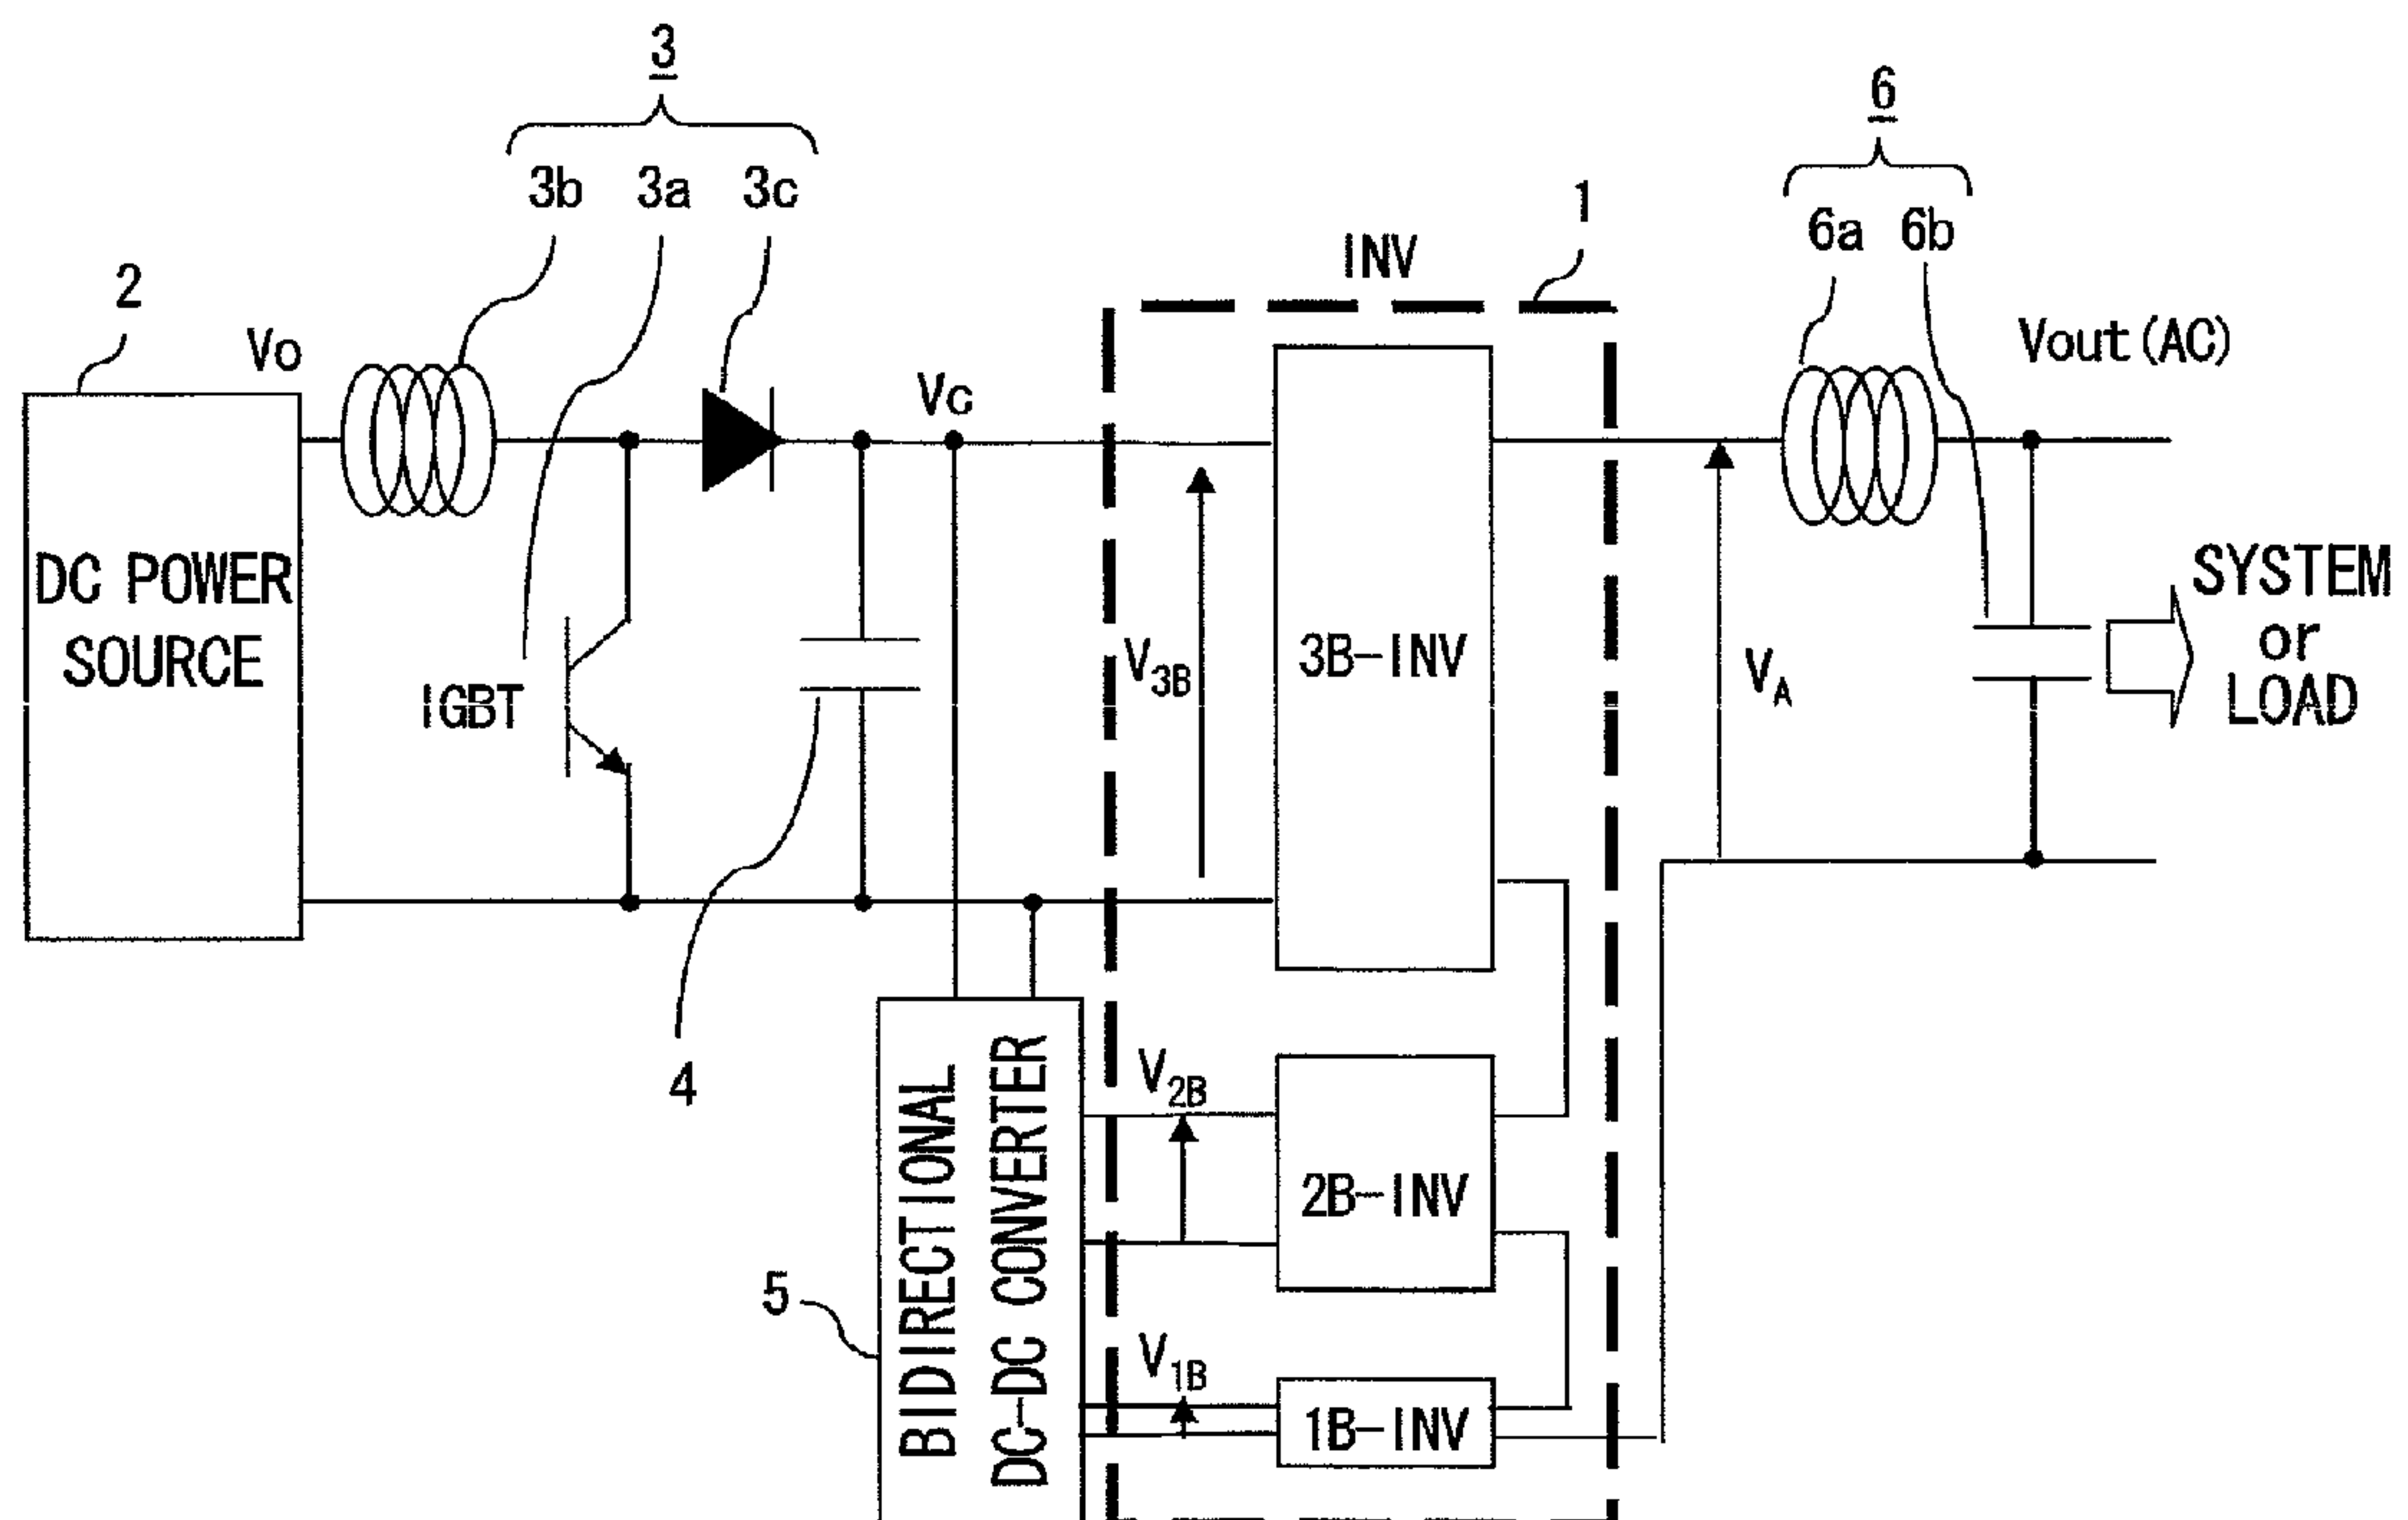 3
3b 3a 3c
6
6a 6b
1
INV
2
Vo
Vc
Vout(AC)
DC POWER
SOURCE
IGBT
V3B
3B-INV
VA
SYSTEM
or
LOAD
4
5
BIDIRECTIONAL
DC-DC CONVERTER
V2B
2B-INV
V1B
1B-INV